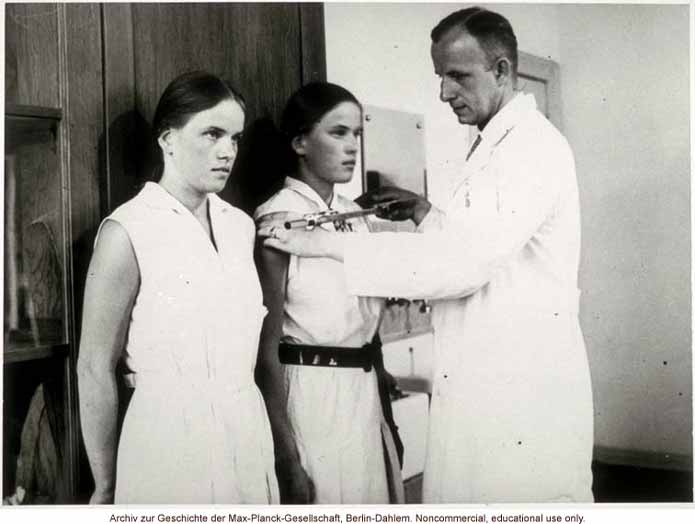 Archiv zur Geschichte der Max-Planck-Gesellschaft, Berlin-Dahlem. Noncommercial, educational use only.